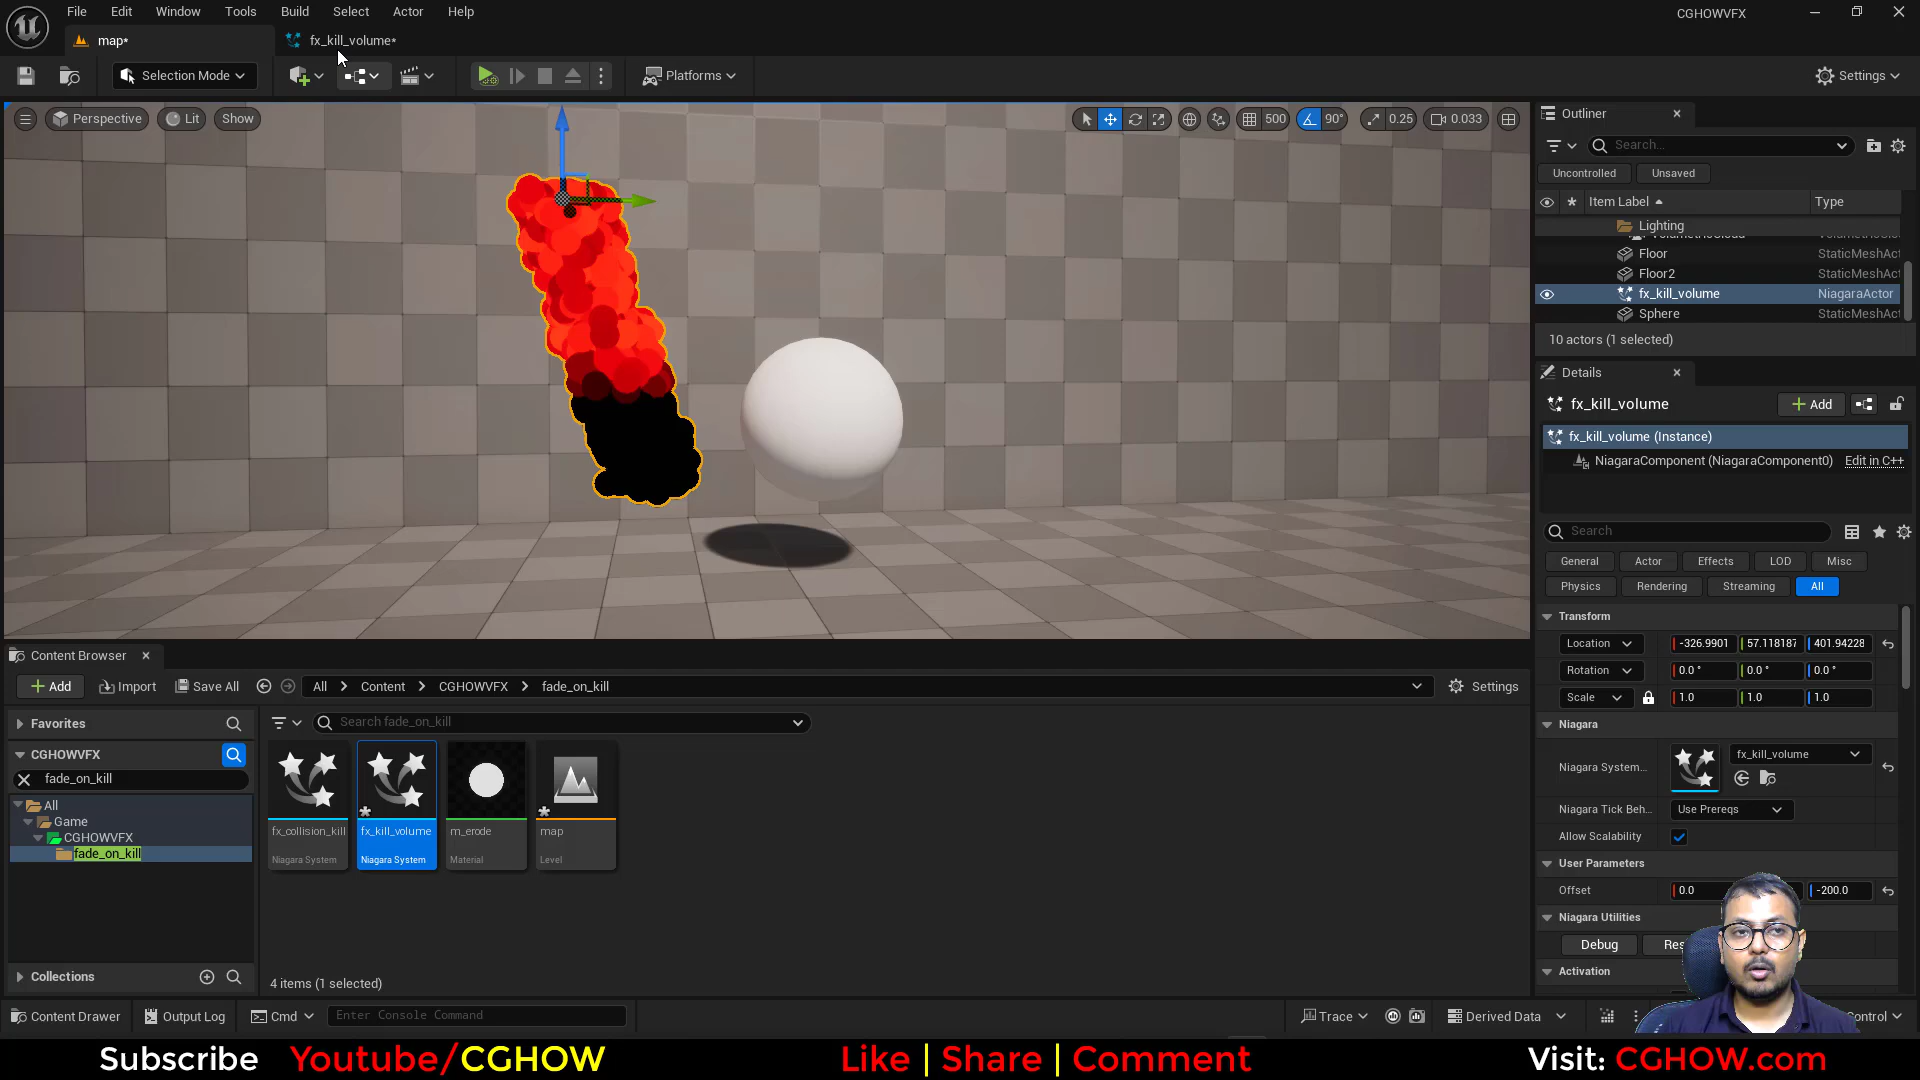 File Edit Window Tools Build Select Actor Help
CGHOWVFX
map*
fx_kill_volume*
Selection Mode
Platforms
Settings
Perspective Lit Show
500 90° 0.25 0.033
Outliner
Search...
Uncontrolled Unsaved
Item Label Type
Lighting
Floor StaticMeshAct
Floor2 StaticMeshAct
fx_kill_volume NiagaraActor
Sphere StaticMeshAct
10 actors (1 selected)
Details
fx_kill_volume
Add
fx_kill_volume (Instance)
NiagaraComponent (NiagaraComponent0) Edit in C++
Search
General Actor Effects LOD Misc
Physics Rendering Streaming All
Transform
Location -326.9901 57.118187 401.94228
Rotation 0.0 ° 0.0 ° 0.0 °
Scale 1.0 1.0 1.0
Niagara
Niagara System... fx_kill_volume
Niagara Tick Beh Use Prereqs
Allow Scalability
User Parameters
Offset 0.0 -200.0
Niagara Utilities
Debug Res
Activation
Content Browser
Add Import Save All All Content CGHOWVFX fade_on_kill Settings
Favorites
Search fade_on_kill
CGHOWVFX
fade_on_kill
All
Game
CGHOWVFX
fade_on_kill
fx_collision_kill
Niagara System
fx_kill_volume
Niagara System
m_erode
Material
map
Level
Collections
4 items (1 selected)
Content Drawer Output Log Cmd Enter Console Command Trace Derived Data Control
Subscribe Youtube/CGHOW Like | Share | Comment Visit: CGHOW.com